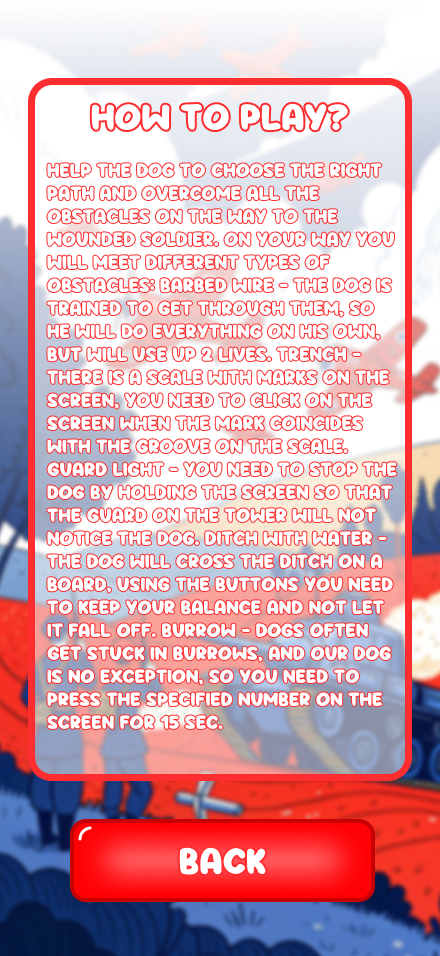 HOW TO PLAY?
HELP THE DOG TO CHOOSE THE RIGHT
PATH AND OVERCOME ALL THE
OBSTACLES ON THE WAY TO THE
WOUNDED SOLDIER. ON YOUR WAY YOU
WILL MEET DIFFERENT TYPES OF
OBSTACLES: BARBED WIRE - THE DOG IS
TRAINED TO GET THROUGH THEM, SO
HE WILL DO EVERYTHING ON HIS OWN,
BUT WILL USE UP 2 LIVES. TRENCH -
THERE IS A SCALE WITH MARKS ON THE
SCREEN, YOU NEED TO CLICK ON THE
SCREEN WHEN THE MARK COINCIDES
WITH THE GROOVE ON THE SCALE.
GUARD LIGHT - YOU NEED TO STOP THE
DOG BY HOLDING THE SCREEN SO THAT
THE GUARD ON THE TOWER WILL NOT
NOTICE THE DOG. DITCH WITH WATER -
THE DOG WILL CROSS THE DITCH ON A
BOARD, USING THE BUTTONS YOU NEED
TO KEEP YOUR BALANCE AND NOT LET
IT FALL OFF. BURROW - DOGS OFTEN
GET STUCK IN BURROWS, AND OUR DOG
IS NO EXCEPTION, SO YOU NEED TO
PRESS THE SPECIFIED NUMBER ON THE
SCREEN FOR 15 SEC.
BACK